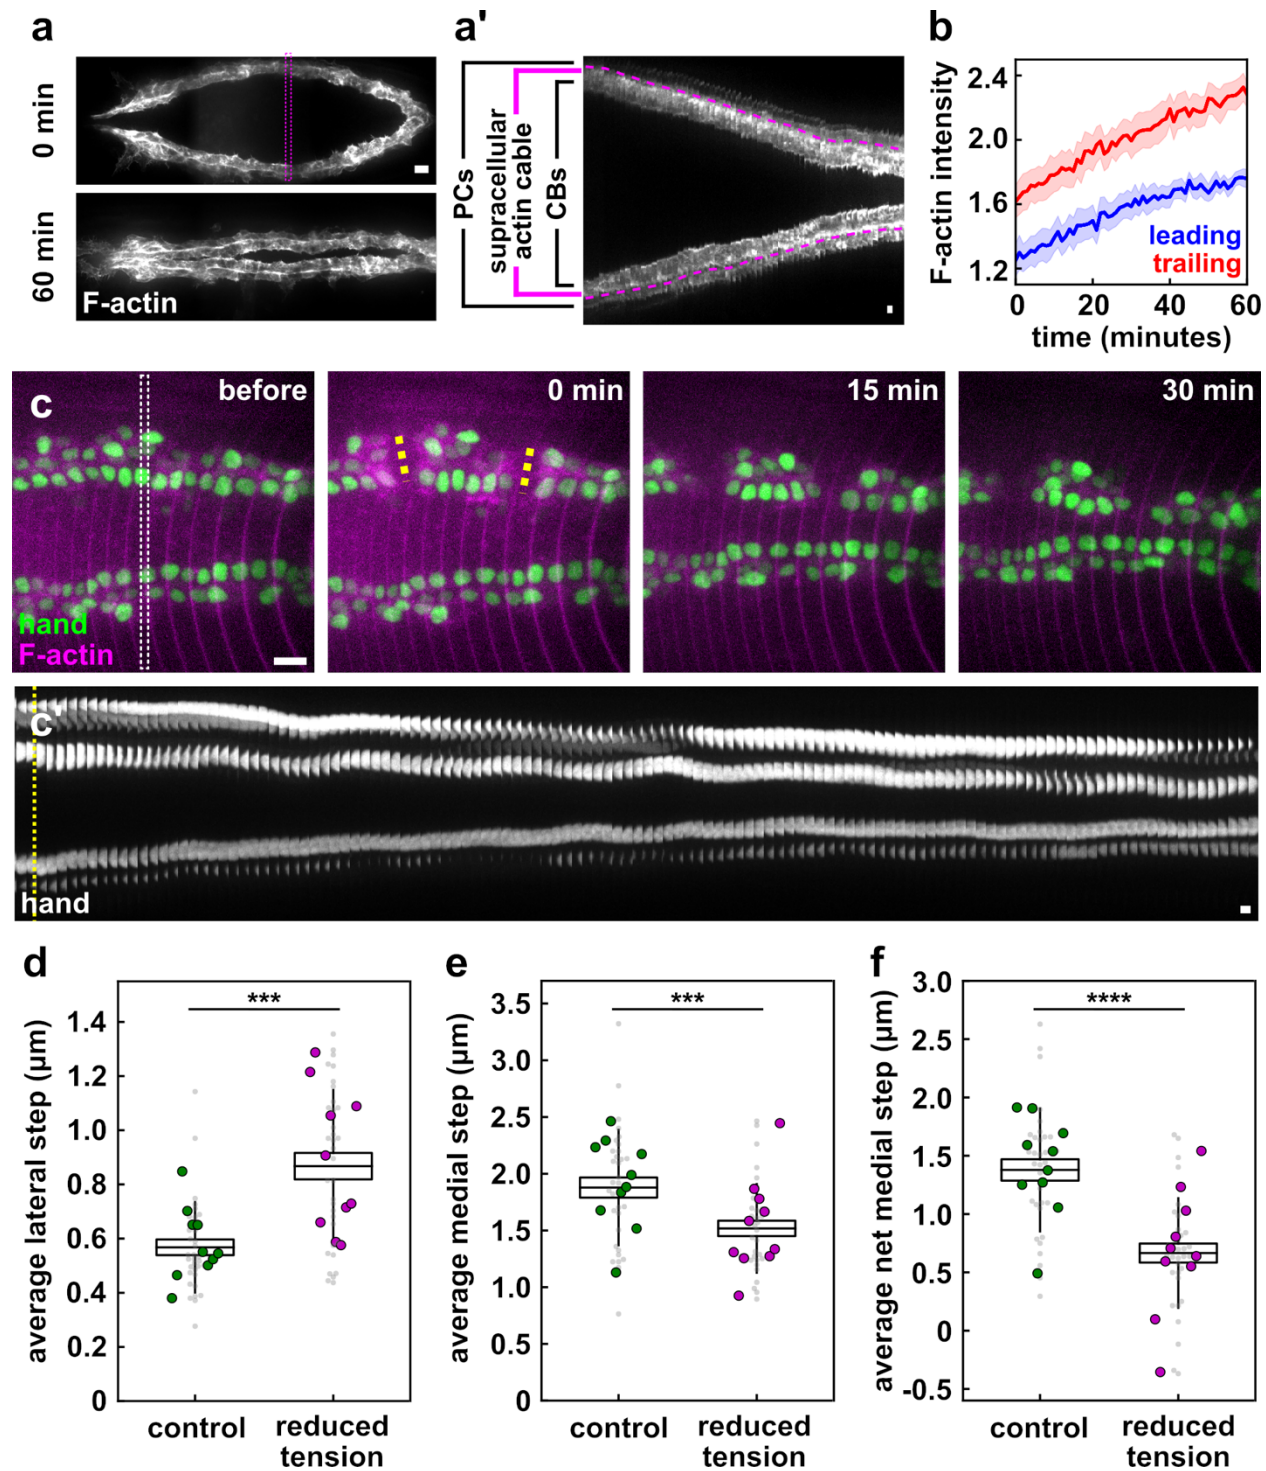 a
0 min
60 min
F-actin
a'
PCs
supracellular
actin cable
CBs
b
F-actin intensity
2.4
2.0
1.6
1.2
leading
trailing
0
20
40
60
time (minutes)
c
before
0 min
15 min
30 min
hand
F-actin
c'
hand
d
average lateral step (µm)
1.4
1.2
1.0
0.8
0.6
0.4
0.2
0
***
control
reduced
tension
e
average medial step (µm)
3.5
3.0
2.5
2.0
1.5
1.0
0.5
0
***
control
reduced
tension
f
average net medial step (µm)
3.0
2.5
2.0
1.5
1.0
0.5
0
-0.5
****
control
reduced
tension